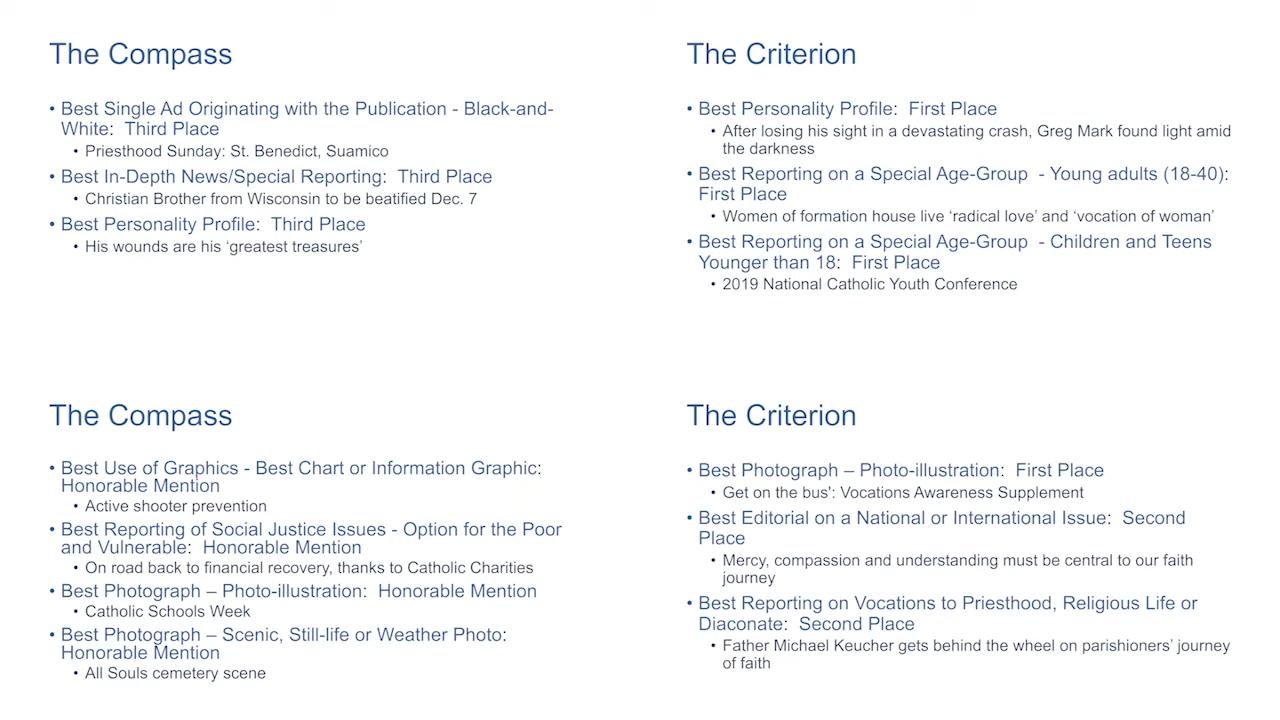 The Compass
• Best Single Ad Originating with the Publication - Black-and-
White:  Third Place
• Priesthood Sunday: St. Benedict, Suamico
• Best In-Depth News/Special Reporting:  Third Place
• Christian Brother from Wisconsin to be beatified Dec. 7
• Best Personality Profile:  Third Place
• His wounds are his ‘greatest treasures’
The Criterion
• Best Personality Profile:  First Place
• After losing his sight in a devastating crash, Greg Mark found light amid
the darkness
• Best Reporting on a Special Age-Group  - Young adults (18-40):
First Place
• Women of formation house live ‘radical love’ and ‘vocation of woman’
• Best Reporting on a Special Age-Group  - Children and Teens
Younger than 18:  First Place
• 2019 National Catholic Youth Conference
The Compass
• Best Use of Graphics - Best Chart or Information Graphic:
Honorable Mention
• Active shooter prevention
• Best Reporting of Social Justice Issues - Option for the Poor
and Vulnerable:  Honorable Mention
• On road back to financial recovery, thanks to Catholic Charities
• Best Photograph – Photo-illustration:  Honorable Mention
• Catholic Schools Week
• Best Photograph – Scenic, Still-life or Weather Photo:
Honorable Mention
• All Souls cemetery scene
The Criterion
• Best Photograph – Photo-illustration:  First Place
• Get on the bus': Vocations Awareness Supplement
• Best Editorial on a National or International Issue:  Second
Place
• Mercy, compassion and understanding must be central to our faith
journey
• Best Reporting on Vocations to Priesthood, Religious Life or
Diaconate:  Second Place
• Father Michael Keucher gets behind the wheel on parishioners’ journey
of faith